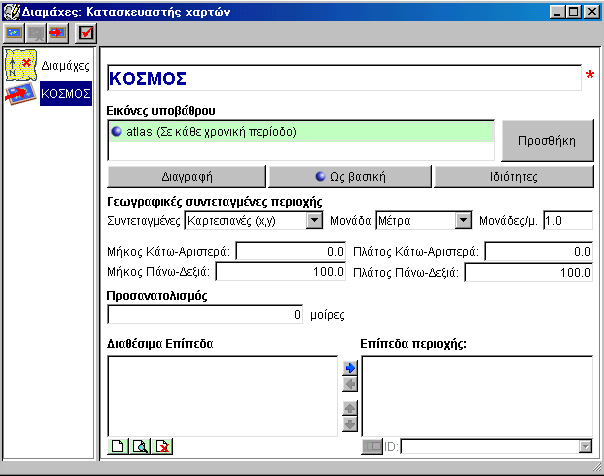 Διαμάχες: Κατασκευαστής χαρτών
Διαμάχες
ΚΟΣΜΟΣ
ΚΟΣΜΟΣ *
Εικόνες υποβάθρου
atlas (Σε κάθε χρονική περίοδο)
Προσθήκη
Διαγραφή Ως βασική Ιδιότητες
Γεωγραφικές συντεταγμένες περιοχής
Συντεταγμένες Καρτεσιανές (x,y) Μονάδα Μέτρα Μονάδες/μ. 1.0
Μήκος Κάτω-Αριστερά: 0.0 Πλάτος Κάτω-Αριστερά: 0.0
Μήκος Πάνω-Δεξιά: 100.0 Πλάτος Πάνω-Δεξιά: 100.0
Προσανατολισμός
0 μοίρες
Διαθέσιμα Επίπεδα Επίπεδα περιοχής:
ID: